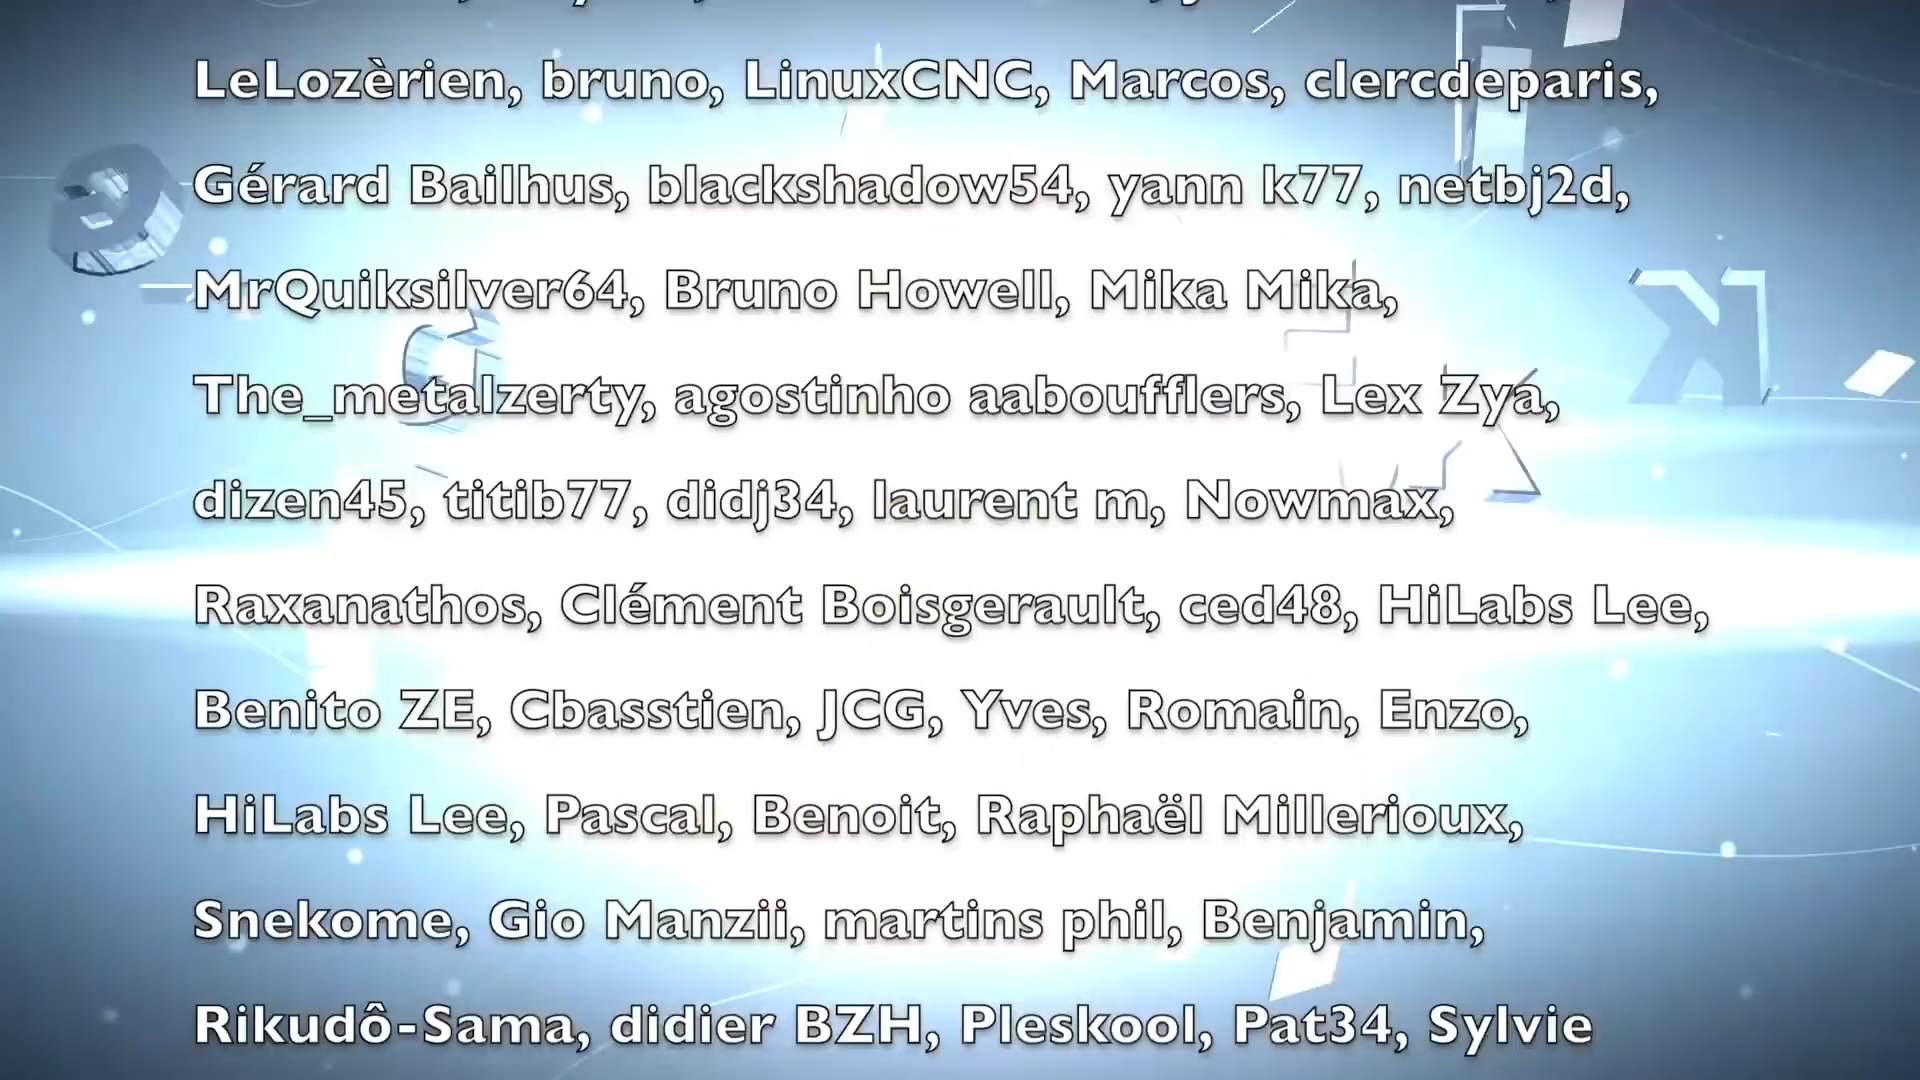 LeLozèrien, bruno, LinuxCNC, Marcos, clercdeparis,
Gérard Bailhus, blackshadow54, yann k77, netbj2d,
MrQuiksilver64, Bruno Howell, Mika Mika,
The_metalzerty, agostinho aaboufflers, Lex Zya,
dizen45, titib77, didj34, laurent m, Nowmax,
Raxanathos, Clément Boisgerault, ced48, HiLabs Lee,
Benito ZE, Cbasstien, JCG, Yves, Romain, Enzo,
HiLabs Lee, Pascal, Benoit, Raphaël Millerioux,
Snekome, Gio Manzii, martins phil, Benjamin,
Rikudô-Sama, didier BZH, Pleskool, Pat34, Sylvie